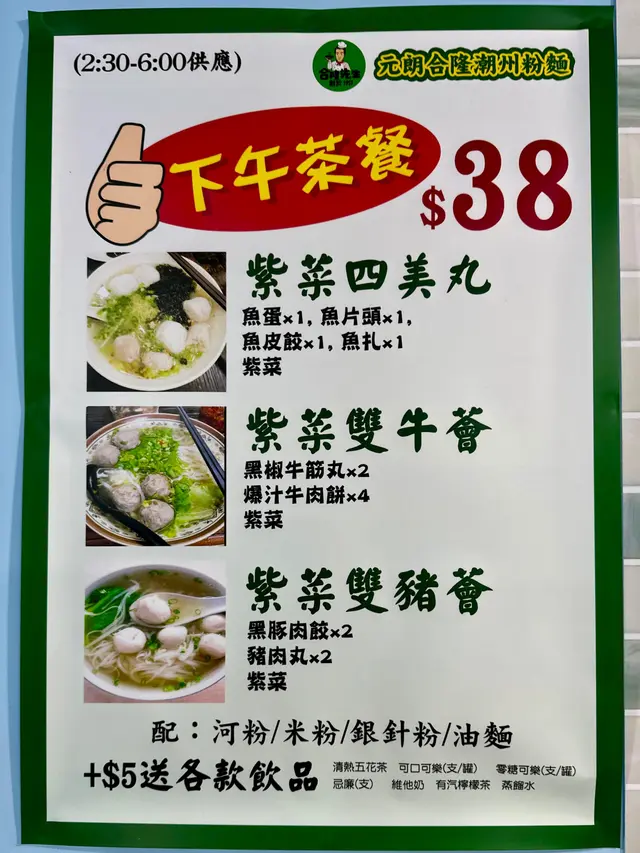 (2:30-6:00供應)
元朗合隆潮州粉麵
下午茶餐
$38
紫菜四美丸
魚蛋×1, 魚片頭×1,
魚皮餃×1, 魚扎×1
紫菜
紫菜雙牛薈
黑椒牛筋丸×2
爆汁牛肉餅×4
紫菜
紫菜雙豬薈
黑豚肉餃×2
豬肉丸×2
紫菜
配：河粉/米粉/銀針粉/油麵
+$5送各款飲品
清熱五花茶 可口可樂(支/罐) 零糖可樂(支/罐)
忌廉(支) 維他奶 有汽檸檬茶 蒸餾水